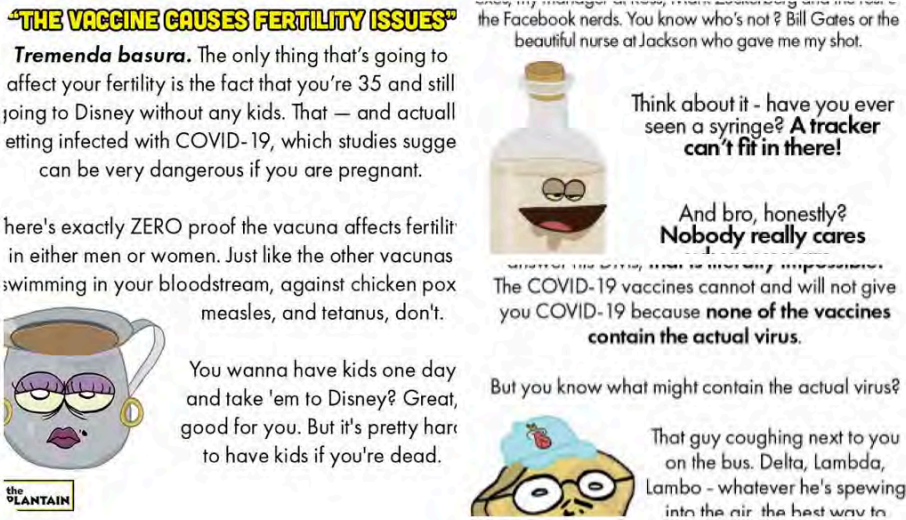 "THE VACCINE CAUSES FERTILITY ISSUES"
Tremenda basura. The only thing that's going to
affect your fertility is the fact that you're 35 and still
going to Disney without any kids. That — and actuall
etting infected with COVID-19, which studies sugge
can be very dangerous if you are pregnant.
here's exactly ZERO proof the vacuna affects fertilit
in either men or women. Just like the other vacunas
swimming in your bloodstream, against chicken pox
measles, and tetanus, don't.
You wanna have kids one day
and take 'em to Disney? Great,
good for you. But it's pretty hard
to have kids if you're dead.
the
PLANTAIN
the Facebook nerds. You know who's not? Bill Gates or the
beautiful nurse at Jackson who gave me my shot.
Think about it - have you ever
seen a syringe? A tracker
can't fit in there!
And bro, honestly?
Nobody really cares
answer his DMs, that is literally impossible.
The COVID-19 vaccines cannot and will not give
you COVID-19 because none of the vaccines
contain the actual virus.
But you know what might contain the actual virus?
That guy coughing next to you
on the bus. Delta, Lambda,
Lambo - whatever he's spewing
into the air, the best way to